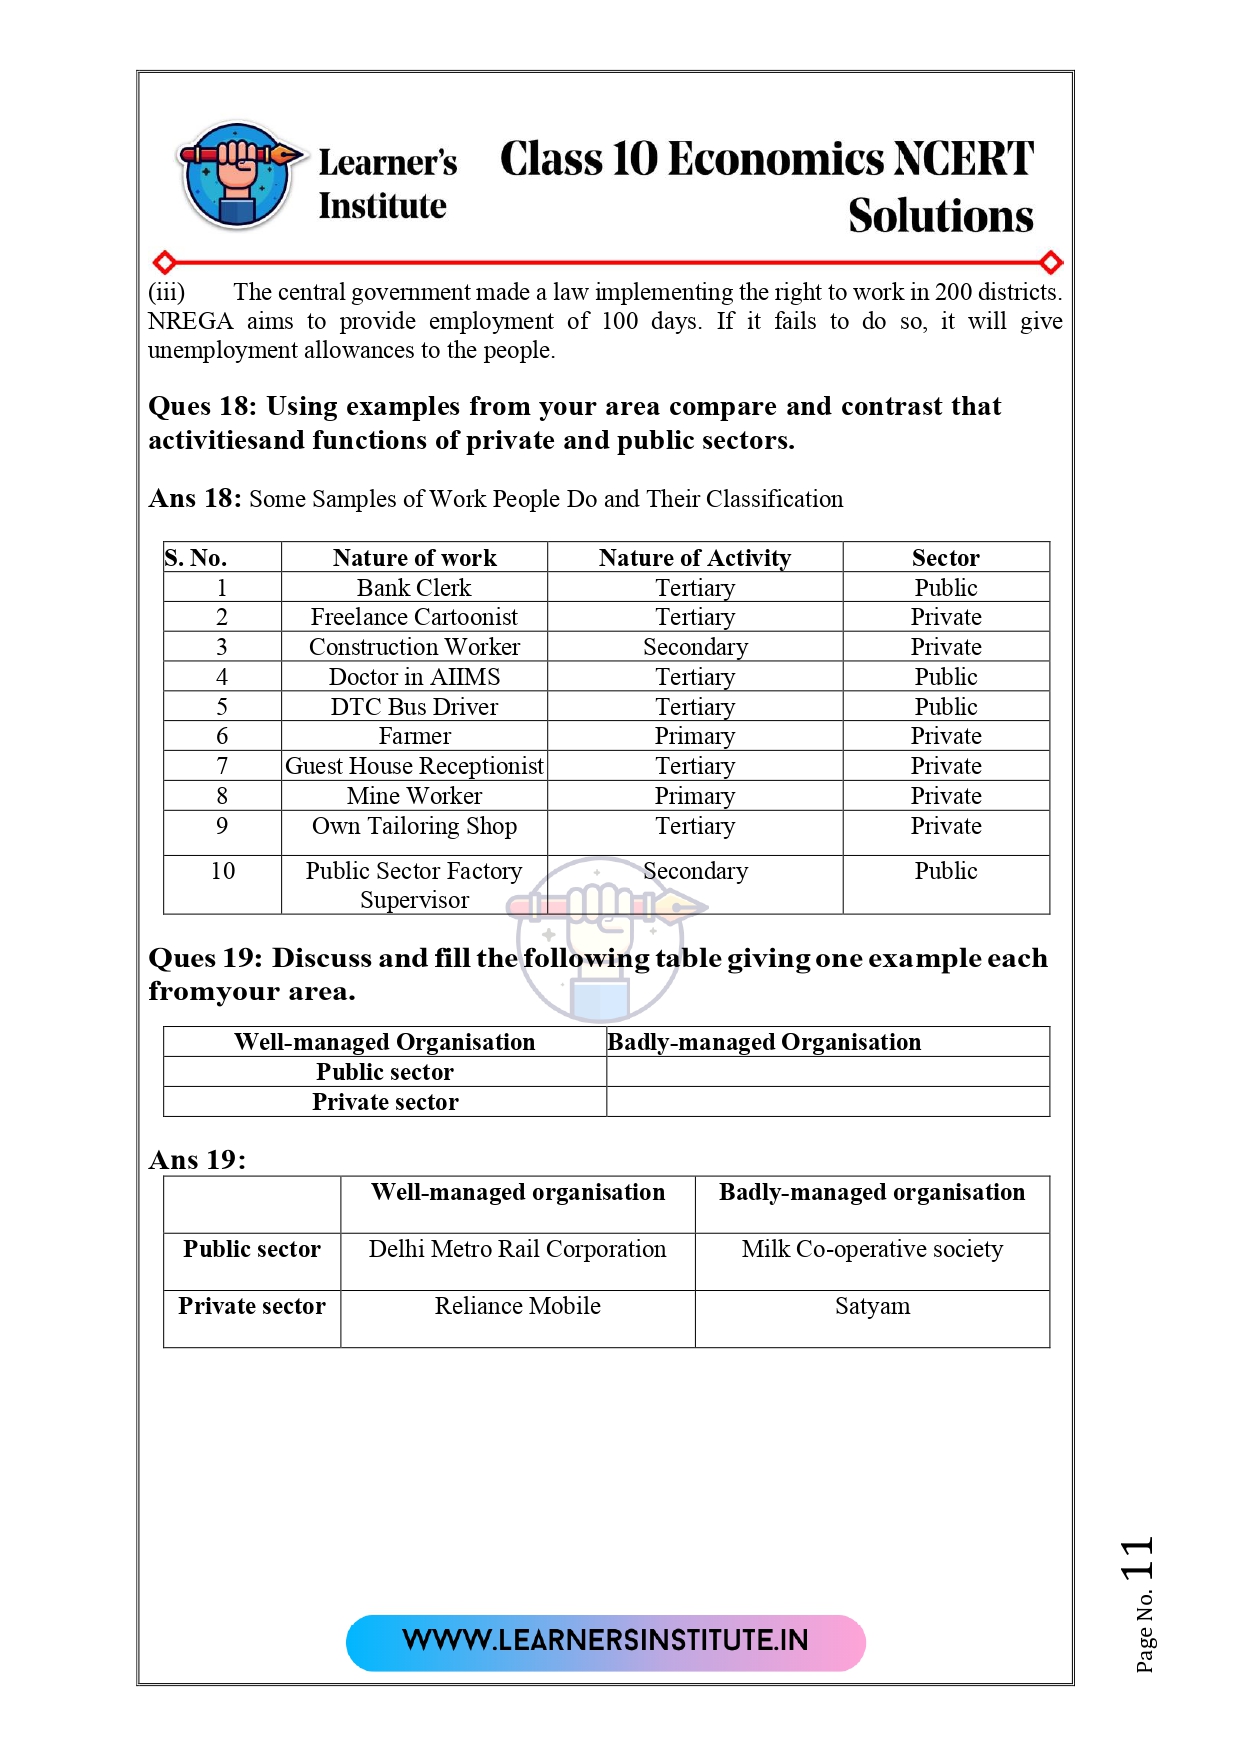 Learner's
Institute
Class 10 Economics NCERT
Solutions
(iii) The central government made a law implementing the right to work in 200 districts.
NREGA aims to provide employment of 100 days. If it fails to do so, it will give
unemployment allowances to the people.
Ques 18: Using examples from your area compare and contrast that
activitiesand functions of private and public sectors.
Ans 18: Some Samples of Work People Do and Their Classification
S. No. Nature of work Nature of Activity Sector
1 Bank Clerk Tertiary Public
2 Freelance Cartoonist Tertiary Private
3 Construction Worker Secondary Private
4 Doctor in AIIMS Tertiary Public
5 DTC Bus Driver Tertiary Public
6 Farmer Primary Private
7 Guest House Receptionist Tertiary Private
8 Mine Worker Primary Private
9 Own Tailoring Shop Tertiary Private
10 Public Sector Factory Secondary Public
Supervisor
Ques 19: Discuss and fill the following table giving one example each
fromyour area.
Well-managed Organisation Badly-managed Organisation
Public sector
Private sector
Ans 19:
Well-managed organisation Badly-managed organisation
Public sector Delhi Metro Rail Corporation Milk Co-operative society
Private sector Reliance Mobile Satyam
WWW.LEARNERSINSTITUTE.IN
Page No. 11